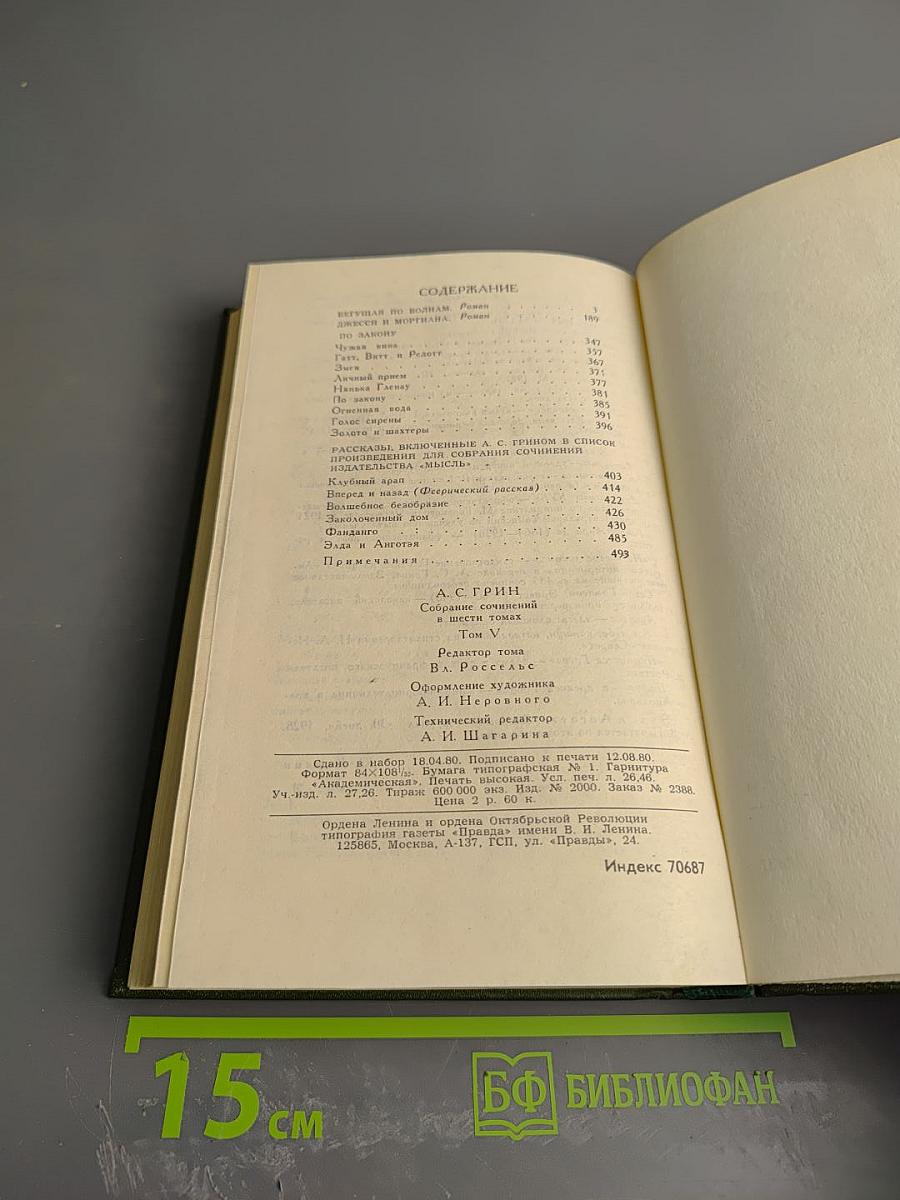 СОДЕРЖАНИЕ
БЕГУЩАЯ ПО ВОЛНАМ. Роман . . . . . . 3
ДЖЕССИ И МОРГИАНА. Роман . . . . . . 189
ПО ЗАКОНУ
Чужая вина . . . . . . . . . . 347
Гатт, Витт и Редотт . . . . . . . . 357
Змея . . . . . . . . . . . 367
Личный прием . . . . . . . . . 371
Нянька Гленау . . . . . . . . . 377
По закону . . . . . . . . . . 381
Огненная вода . . . . . . . . . 385
Голос сирены . . . . . . . . . 391
Золото и шахтеры . . . . . . . . 396
РАССКАЗЫ, ВКЛЮЧЕННЫЕ А. С. ГРИНОМ В СПИСОК
ПРОИЗВЕДЕНИЙ ДЛЯ СОБРАНИЯ СОЧИНЕНИЙ
ИЗДАТЕЛЬСТВА «МЫСЛЬ»
Клубный арап . . . . . . . . . 403
Вперед и назад (Феерический рассказ) . . . . 414
Волшебное безобразие . . . . . . . 422
Заколоченный дом . . . . . . . . 426
Фанданго . . . . . . . . . . 430
Элда и Анготэя . . . . . . . . . 485
Примечания . . . . . . . . . . 493
А. С. ГРИН
Собрание сочинений
в шести томах
Том V
Редактор тома
Вл. Россельс
Оформление художника
А. И. Неровного
Технический редактор
А. И. Шагарина
Сдано в набор 18.04.80. Подписано к печати 12.08.80.
Формат 84×108¹/₃₂. Бумага типографская № 1. Гарнитура
«Академическая». Печать высокая. Усл. печ. л. 26,46.
Уч.-изд. л. 27,26. Тираж 600 000 экз. Изд. № 2000. Заказ № 2388.
Цена 2 р. 60 к.
Ордена Ленина и ордена Октябрьской Революции
типография газеты «Правда» имени В. И. Ленина.
125865, Москва, А-137, ГСП, ул. «Правды», 24.
Индекс 70687
15 см
БФ БИБЛИОФАН